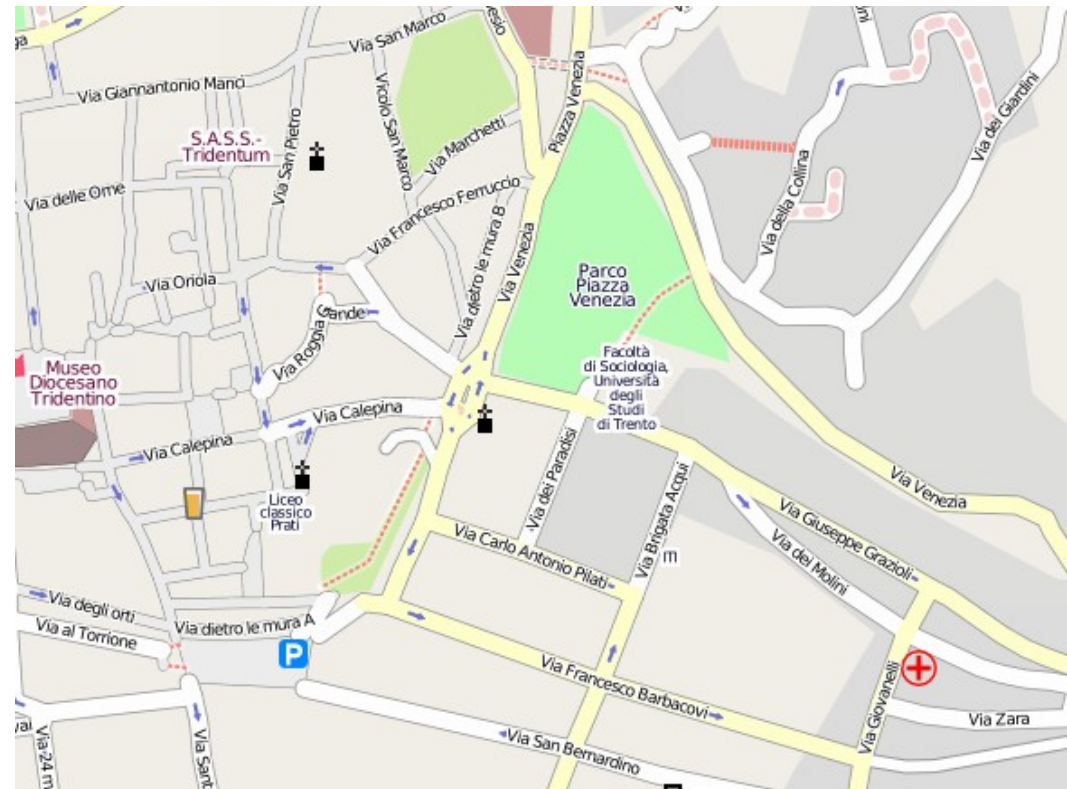 Via San Marco
Via Giannantonio Manci
Vicolo San Marco
Piazza Venezia
Via dei Giardini
S.A.S.S.-
Tridentum
Via San Pietro
Via Marchetti
Via della Collina
Via delle Orne
Via Francesco Ferruccio
Via dietro le mura B
Via Venezia
Via Oriola
Parco
Piazza
Venezia
Via Roggia Grande
Museo
Diocesano
Tridentino
Facoltà
di Sociologia,
Università
degli
Studi
di Trento
Via Calepina
Via Calepina
Via dei Paradisi
Via Brigata Acqui
Via Venezia
Liceo
classico
Prati
Via Giuseppe Grazioli
Via Carlo Antonio Pilati
Via dei Molini
m
Via degli orti
Via al Torrione
Via dietro le mura A
P
Via Francesco Barbacovi
Via Giovanelli
Via Zara
Via San Bernardino
Via 24 m
Via Sant